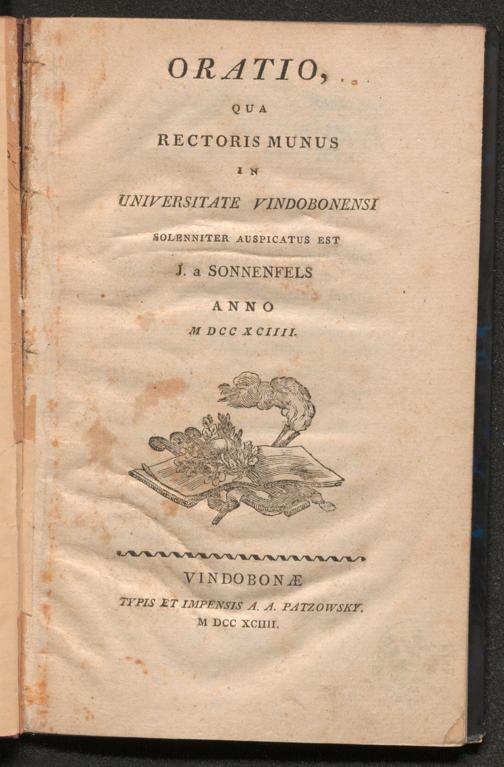 ORATIO,
QUA
RECTORIS MUNUS
IN
UNIVERSITATE VINDOBONENSI
SOLENNITER AUSPICATUS EST
J. a SONNENFELS
ANNO
M DCC XCIIII.
VINDOBONÆ
TYPIS ET IMPENSIS A. A. PATZOWSKY.
M DCC XCIIII.